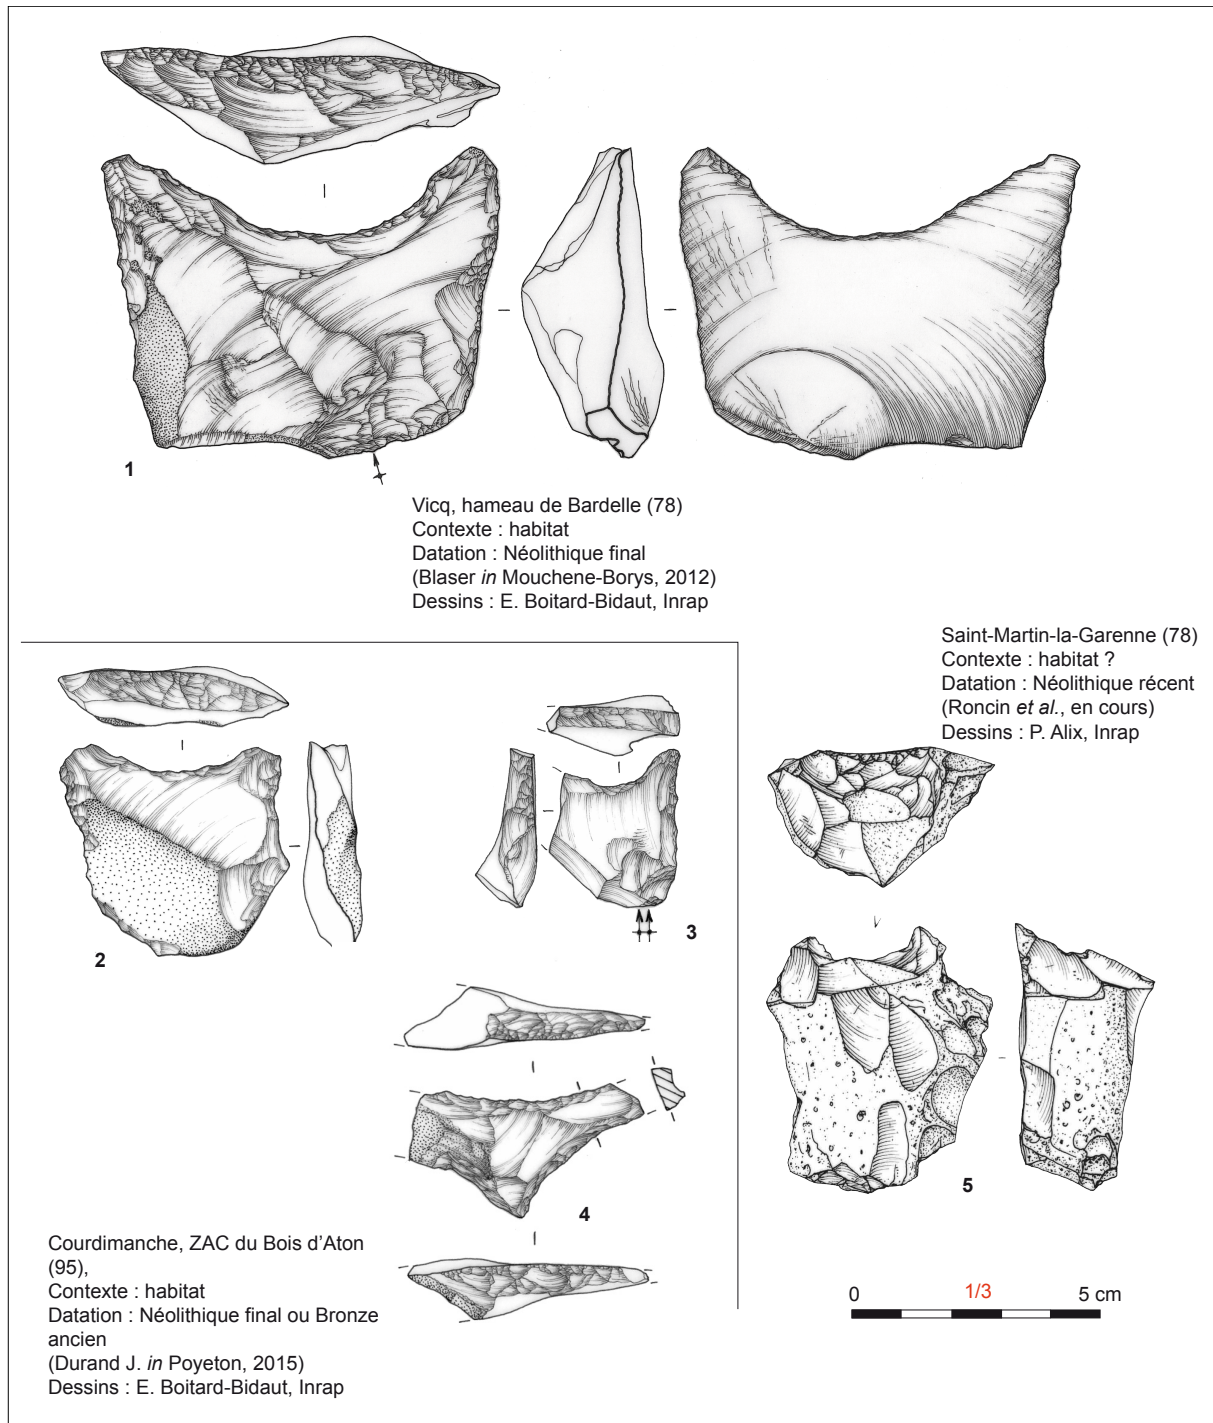 1
Vicq, hameau de Bardelle (78)
Contexte : habitat
Datation : Néolithique final
(Blaser in Mouchene-Borys, 2012)
Dessins : E. Boitard-Bidaut, Inrap
Saint-Martin-la-Garenne (78)
Contexte : habitat ?
Datation : Néolithique récent
(Roncin et al., en cours)
Dessins : P. Alix, Inrap
2
3
4
5
Courdimanche, ZAC du Bois d’Aton
(95),
Contexte : habitat
Datation : Néolithique final ou Bronze
ancien
(Durand J. in Poyeton, 2015)
Dessins : E. Boitard-Bidaut, Inrap
0 1/3 5 cm